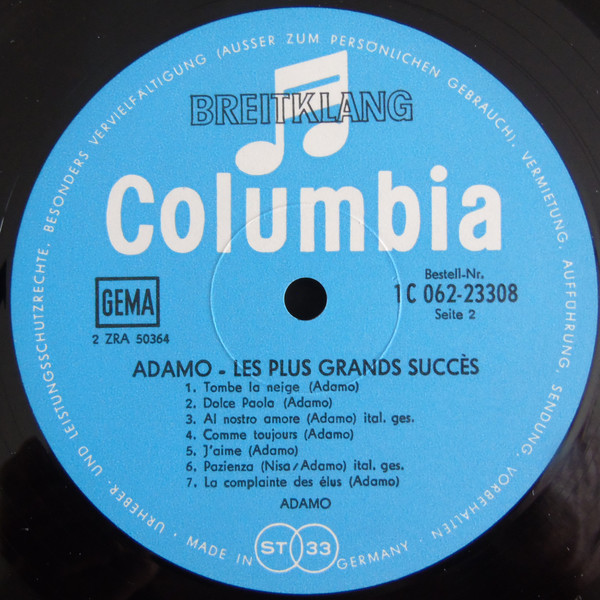 URHEBER- UND LEISTUNGSSCHUTZRECHTE, BESONDERS VERVIELFÄLTIGUNG (AUSSER ZUM PERSÖNLICHEN GEBRAUCH), VERMIETUNG, AUFFÜHRUNG, SENDUNG, VORBEHALTEN
BREITKLANG
Columbia
GEMA
2 ZRA 50364
Bestell-Nr.
1C 062-23308
Seite 2
ADAMO - LES PLUS GRANDS SUCCÈS
1. Tombe la neige (Adamo)
2. Dolce Paola (Adamo)
3. Al nostro amore (Adamo) ital. ges.
4. Comme toujours (Adamo)
5. J'aime (Adamo)
6. Pazienza (Nisa/Adamo) ital. ges.
7. La complainte des élus (Adamo)
ADAMO
· MADE IN GERMANY ·
ST 33